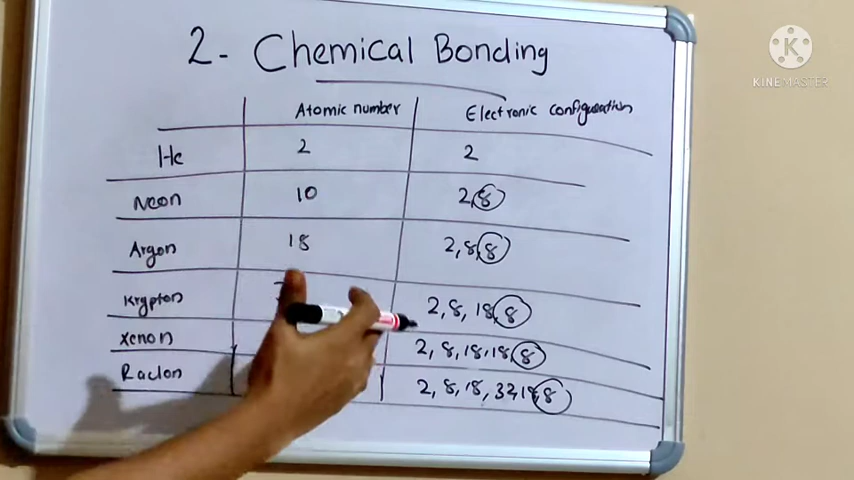 2- Chemical Bonding
K
KINEMASTER
Atomic number Electronic configuration
He 2 2
Neon 10 2,8
Argon 18 2,8,8
Krypton 2,8,18,8
Xenon 2,8,18,18,8
Radon 2,8,18,32,18,8